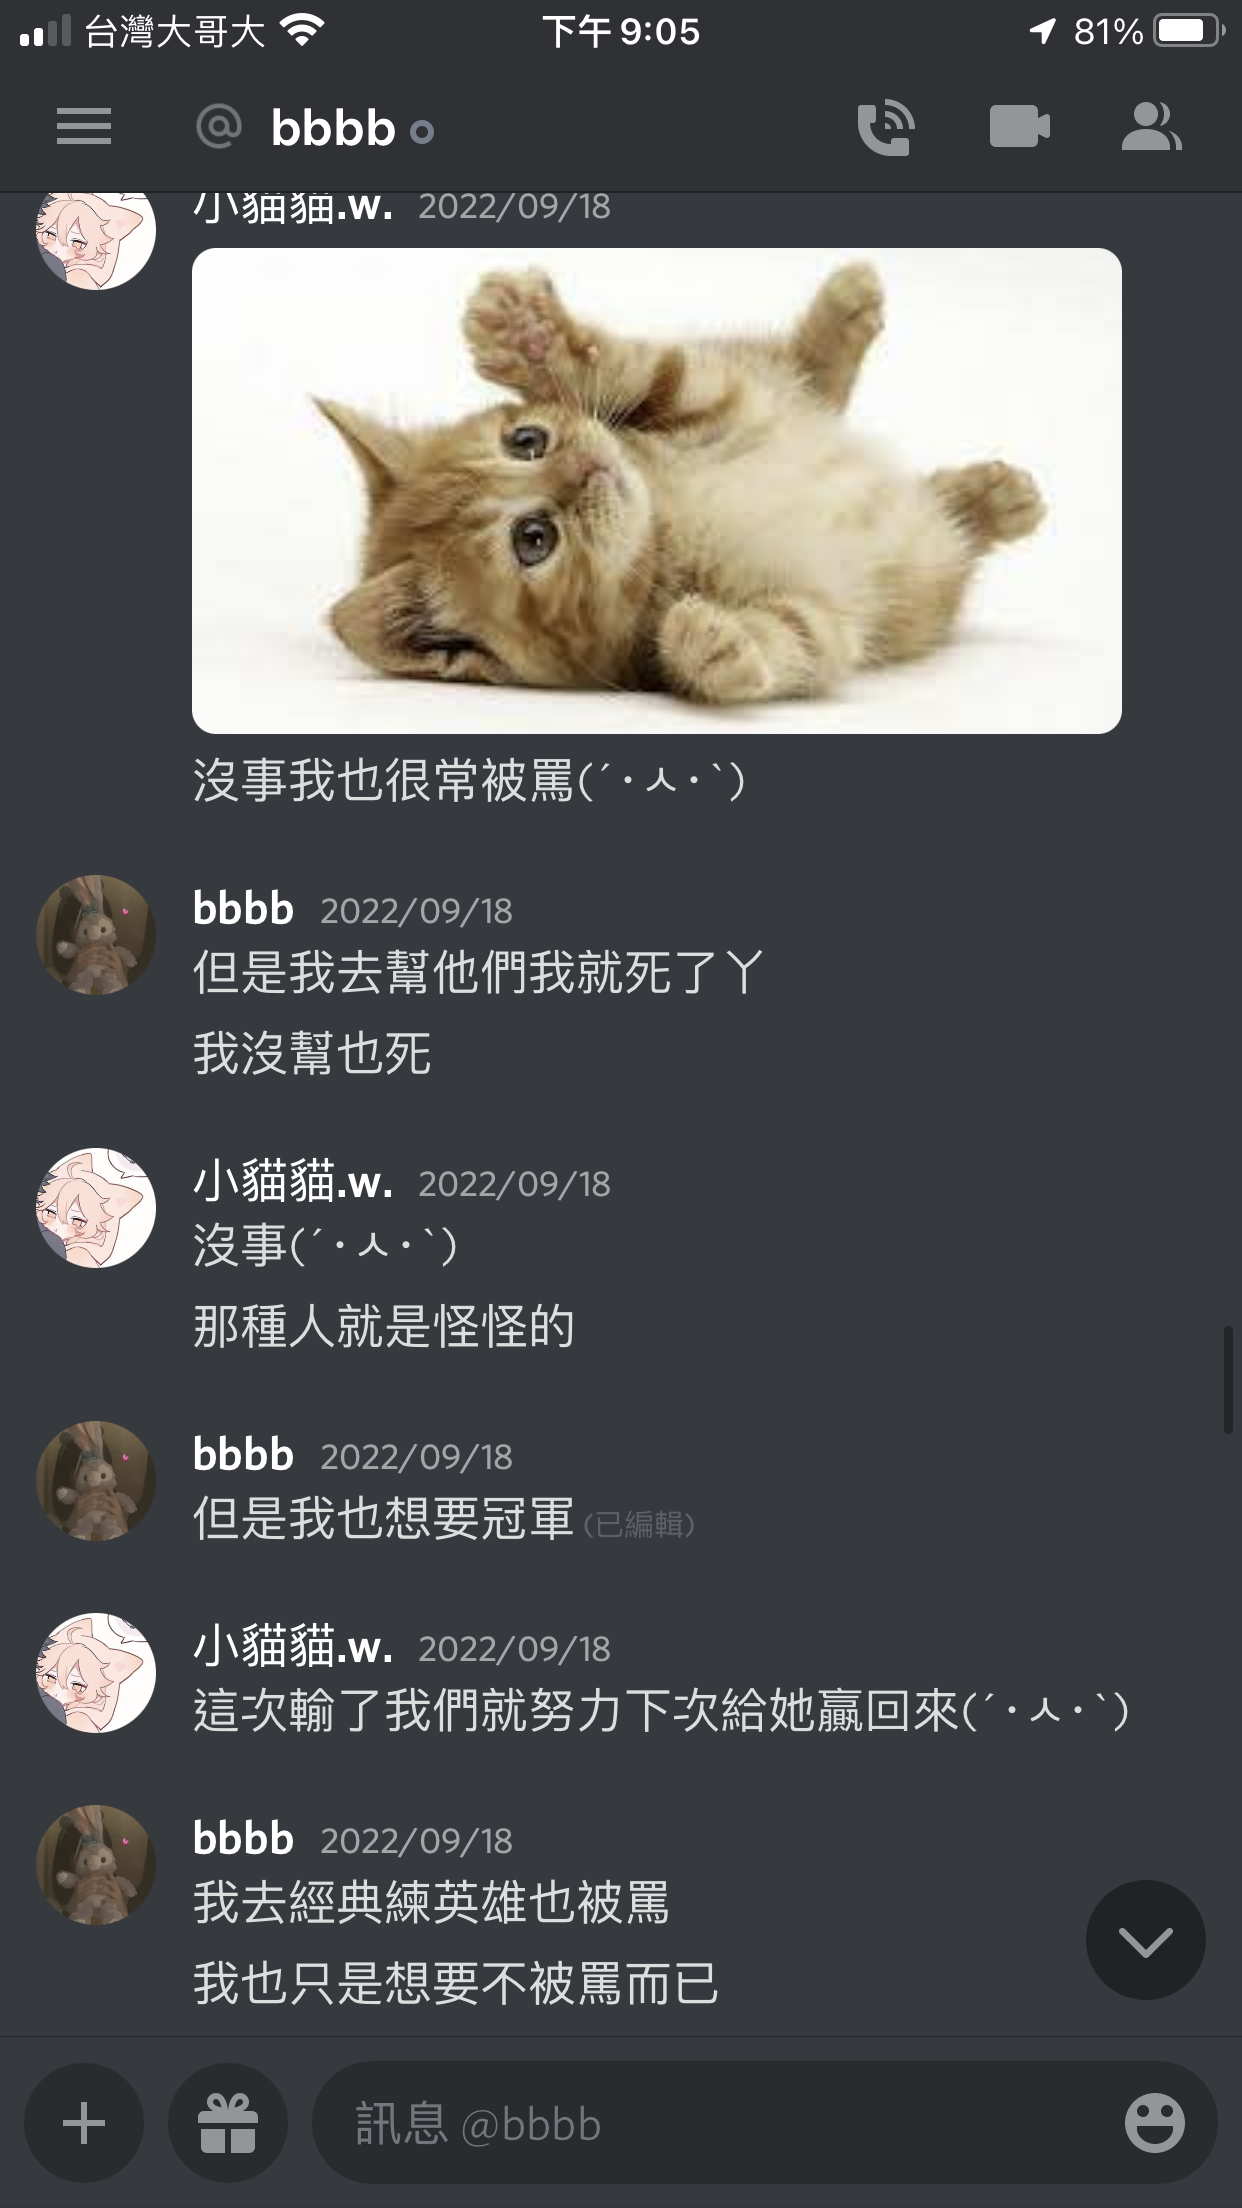 台灣大哥大 下午 9:05 81%
@ bbbb
小貓貓.w. 2022/09/18
沒事我也很常被罵(´･ㅅ･`)
bbbb 2022/09/18
但是我去幫他們我就死了丫
我沒幫也死
小貓貓.w. 2022/09/18
沒事(´･ㅅ･`)
那種人就是怪怪的
bbbb 2022/09/18
但是我也想要冠軍 (已編輯)
小貓貓.w. 2022/09/18
這次輸了我們就努力下次給她贏回來(´･ㅅ･`)
bbbb 2022/09/18
我去經典練英雄也被罵
我也只是想要不被罵而已
訊息 @bbbb